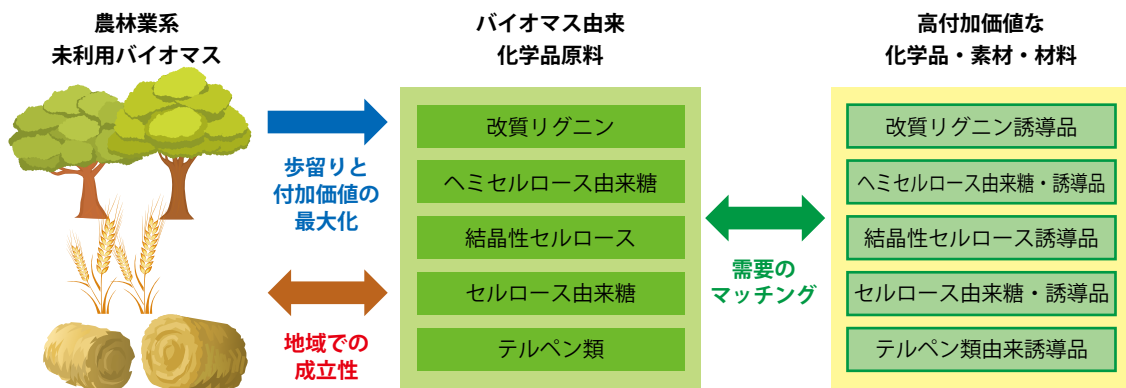 農林業系
未利用バイオマス
バイオマス由来
化学品原料
高付加価値な
化学品・素材・材料
歩留りと
付加価値の
最大化
地域での
成立性
改質リグニン
ヘミセルロース由来糖
結晶性セルロース
セルロース由来糖
テルペン類
需要の
マッチング
改質リグニン誘導品
ヘミセルロース由来糖・誘導品
結晶性セルロース誘導品
セルロース由来糖・誘導品
テルペン類由来誘導品